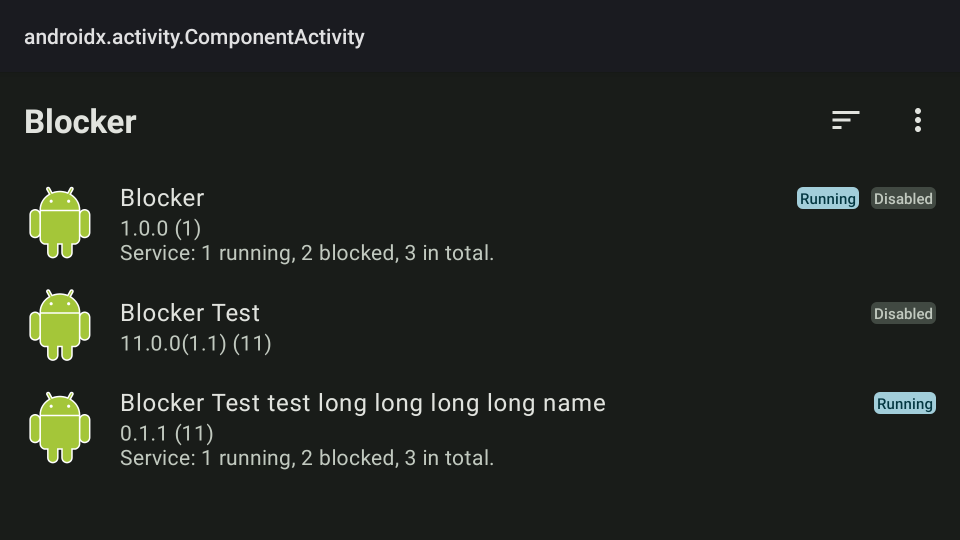 androidx.activity.ComponentActivity
Blocker
Blocker
Running
Disabled
1.0.0 (1)
Service: 1 running, 2 blocked, 3 in total.
Blocker Test
Disabled
11.0.0(1.1) (11)
Blocker Test test long long long long name
Running
0.1.1 (11)
Service: 1 running, 2 blocked, 3 in total.